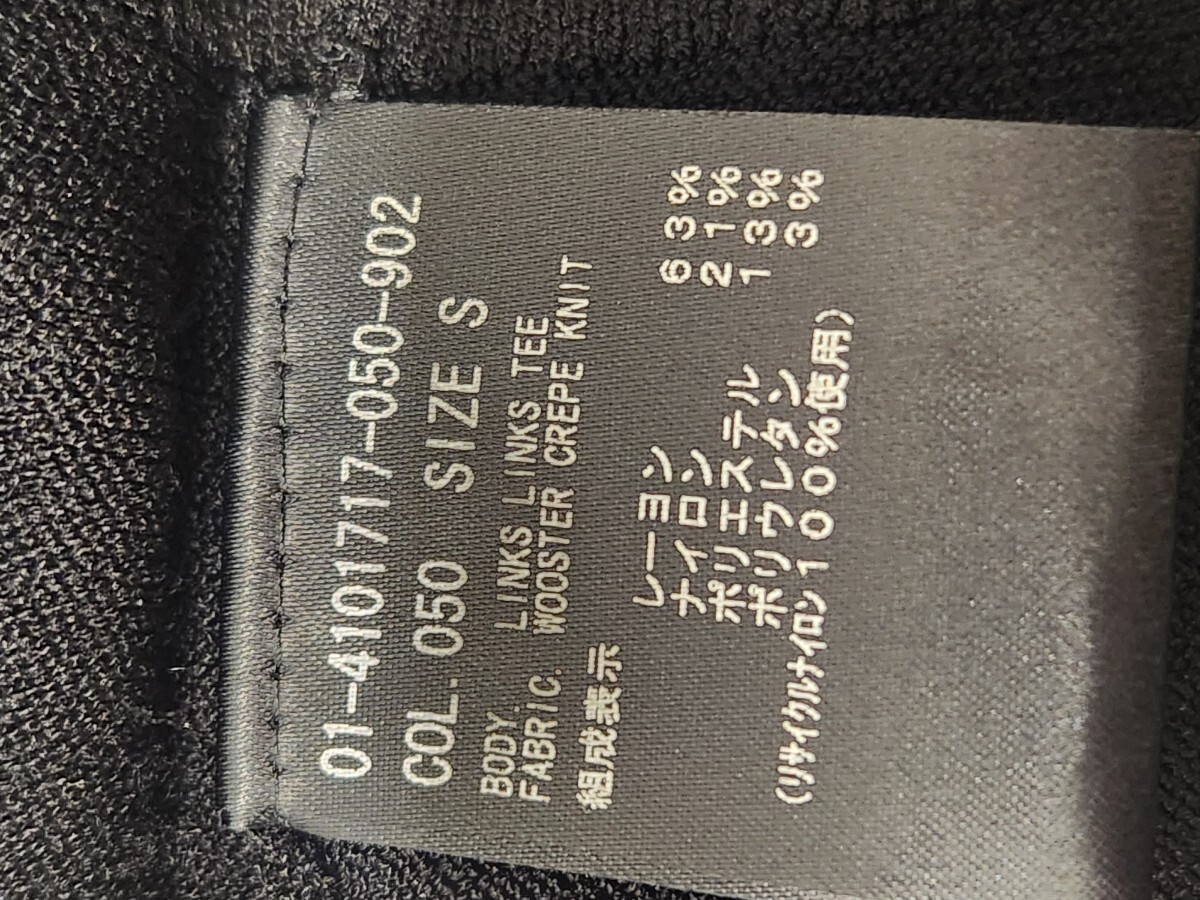 01-4101717-050-902
COL. 050 SIZE S
BODY. LINKS LINKS TEE
FABRIC. WOOSTER CREPE KNIT
組成表示
レーヨン 63%
ナイロン 21%
ポリエステル 13%
ポリウレタン 3%
(リサイクルナイロン100%使用)